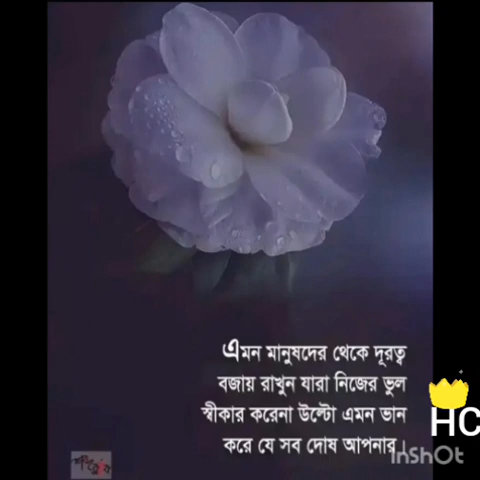 এমন মানুষদের থেকে দূরত্ব
বজায় রাখুন যারা নিজের ভুল
স্বীকার করেনা উল্টো এমন ভান
করে যে সব দোষ আপনার।
HC
InShOt